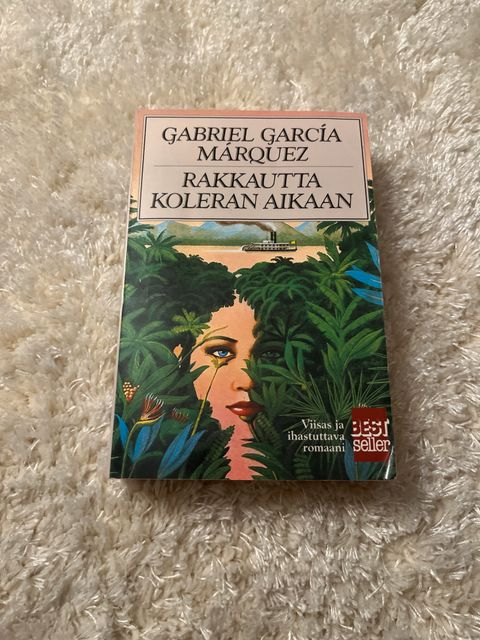 GABRIEL GARCÍA
MÁRQUEZ
RAKKAUTTA
KOLERAN AIKAAN
Viisas ja
ihastuttava
romaani
BEST
seller